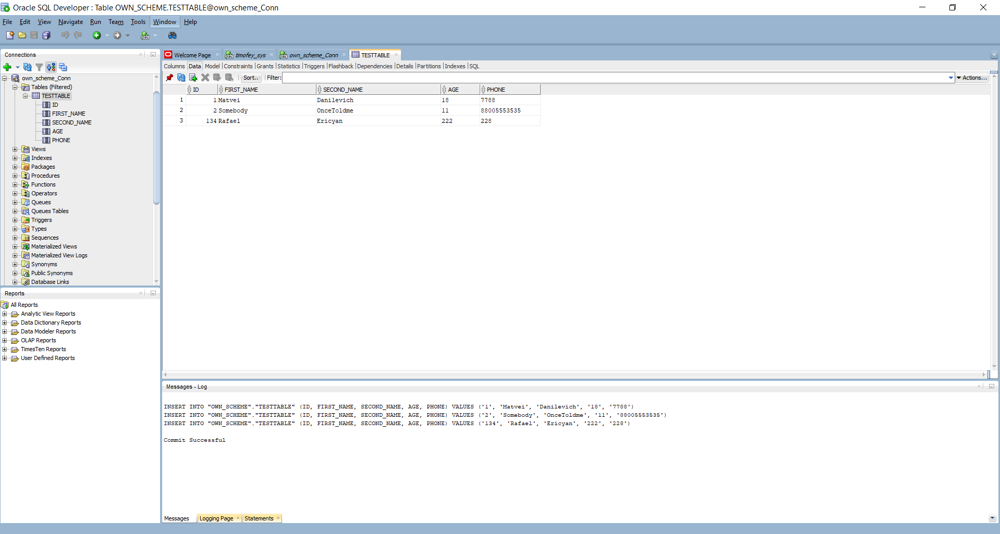 Oracle SQL Developer : Table OWN_SCHEME.TESTTABLE@own_scheme_Conn
File Edit View Navigate Run Team Tools Window Help
Connections
own_scheme_Conn
Tables (Filtered)
TESTTABLE
ID
FIRST_NAME
SECOND_NAME
AGE
PHONE
Views
Indexes
Packages
Procedures
Functions
Operators
Queues
Queues Tables
Triggers
Types
Sequences
Materialized Views
Materialized View Logs
Synonyms
Public Synonyms
Database Links
Reports
All Reports
Analytic View Reports
Data Dictionary Reports
Data Modeler Reports
OLAP Reports
TimesTen Reports
User Defined Reports
Welcome Page timofey_sys own_scheme_Conn TESTTABLE
Columns Data Model Constraints Grants Statistics Triggers Flashback Dependencies Details Partitions Indexes SQL
Sort.. Filter: Actions...
ID FIRST_NAME SECOND_NAME AGE PHONE
1 1 Matvei Danilevich 18 7788
2 2 Somebody OnceToldme 11 88005553535
3 134 Rafael Ericyan 222 228
Messages - Log
INSERT INTO "OWN_SCHEME"."TESTTABLE" (ID, FIRST_NAME, SECOND_NAME, AGE, PHONE) VALUES ('1', 'Matvei', 'Danilevich', '18', '7788')
INSERT INTO "OWN_SCHEME"."TESTTABLE" (ID, FIRST_NAME, SECOND_NAME, AGE, PHONE) VALUES ('2', 'Somebody', 'OnceToldme', '11', '88005553535')
INSERT INTO "OWN_SCHEME"."TESTTABLE" (ID, FIRST_NAME, SECOND_NAME, AGE, PHONE) VALUES ('134', 'Rafael', 'Ericyan', '222', '228')
Commit Successful
Messages Logging Page Statements